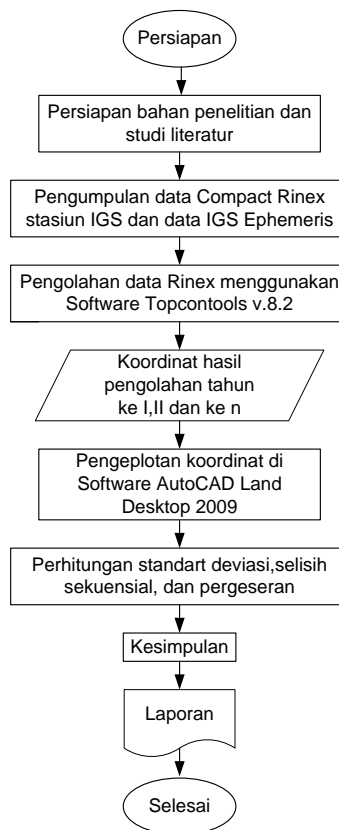 Persiapan
Persiapan bahan penelitian dan
studi literatur
Pengumpulan data Compact Rinex
stasiun IGS dan data IGS Ephemeris
Pengolahan data Rinex menggunakan
Software Topcontools v.8.2
Koordinat hasil
pengolahan tahun
ke I,II dan ke n
Pengeplotan koordinat di
Software AutoCAD Land
Desktop 2009
Perhitungan standart deviasi,selisih
sekuensial, dan pergeseran
Kesimpulan
Laporan
Selesai